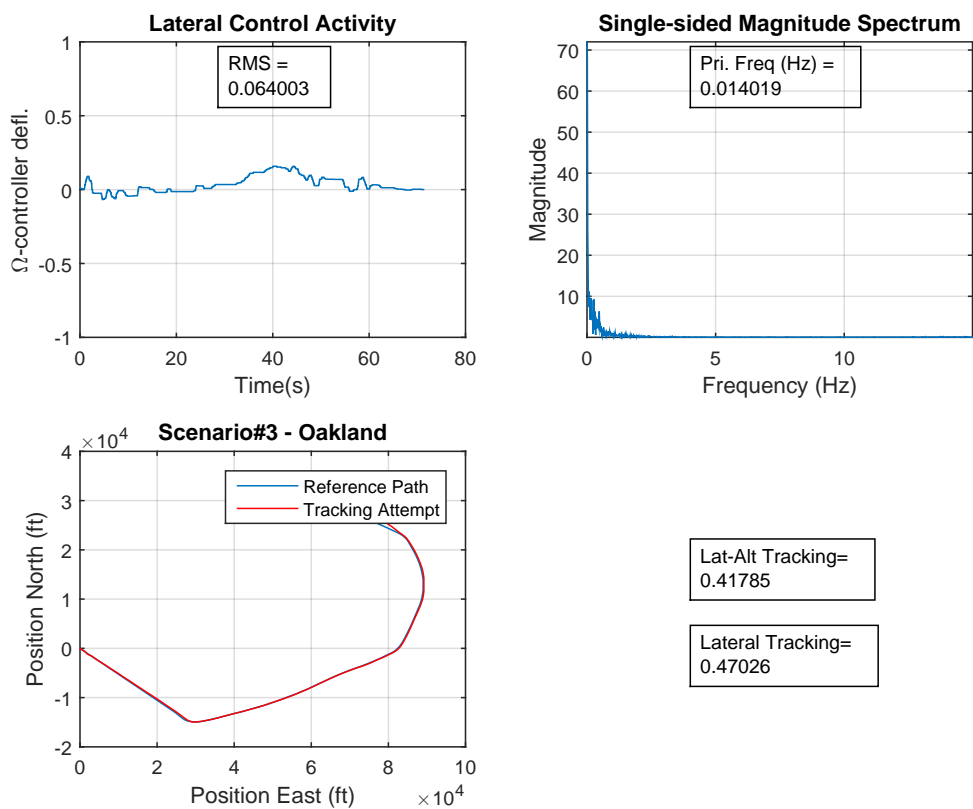 Lateral Control Activity
1
0.5
0
-0.5
-1
0 20 40 60 80
Ω-controller defl.
Time(s)
RMS =
0.064003
Single-sided Magnitude Spectrum
70
60
50
40
30
20
10
0 5 10
Magnitude
Frequency (Hz)
Pri. Freq (Hz) =
0.014019
Scenario#3 - Oakland
×10⁴
4
3
2
1
0
-1
-2
0 2 4 6 8 10
×10⁴
Position North (ft)
Position East (ft)
Reference Path
Tracking Attempt
Lat-Alt Tracking=
0.41785
Lateral Tracking=
0.47026